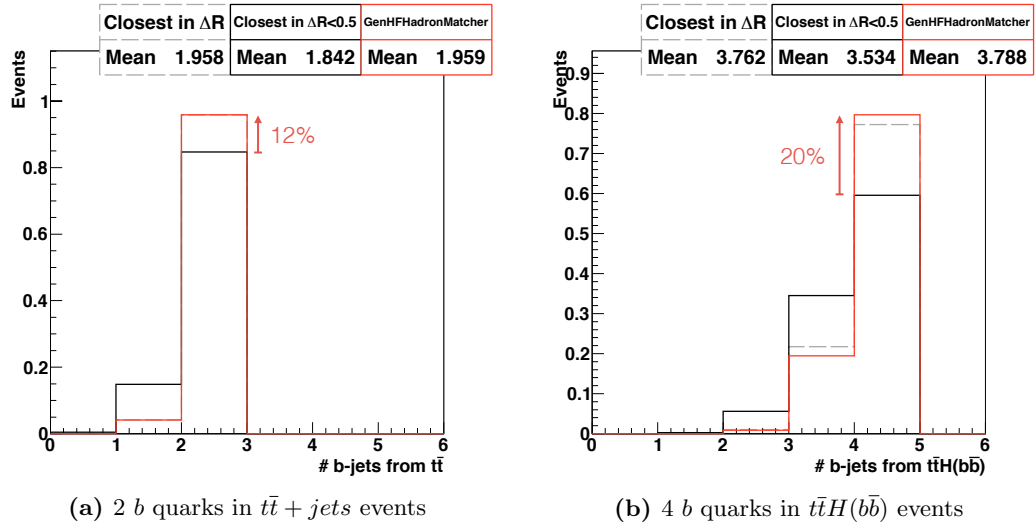 Closest in ΔR Closest in ΔR<0.5 GenHFHadronMatcher
Mean 1.958 Mean 1.842 Mean 1.959
Events
1
0.8
0.6
0.4
0.2
0
12%
0 1 2 3 4 5 6
# b-jets from tt̄
(a) 2 b quarks in tt̄ + jets events
Closest in ΔR Closest in ΔR<0.5 GenHFHadronMatcher
Mean 3.762 Mean 3.534 Mean 3.788
Events
0.9
0.8
0.7
0.6
0.5
0.4
0.3
0.2
0.1
0
20%
0 1 2 3 4 5 6
# b-jets from tt̄H(bb̄)
(b) 4 b quarks in tt̄H(bb̄) events